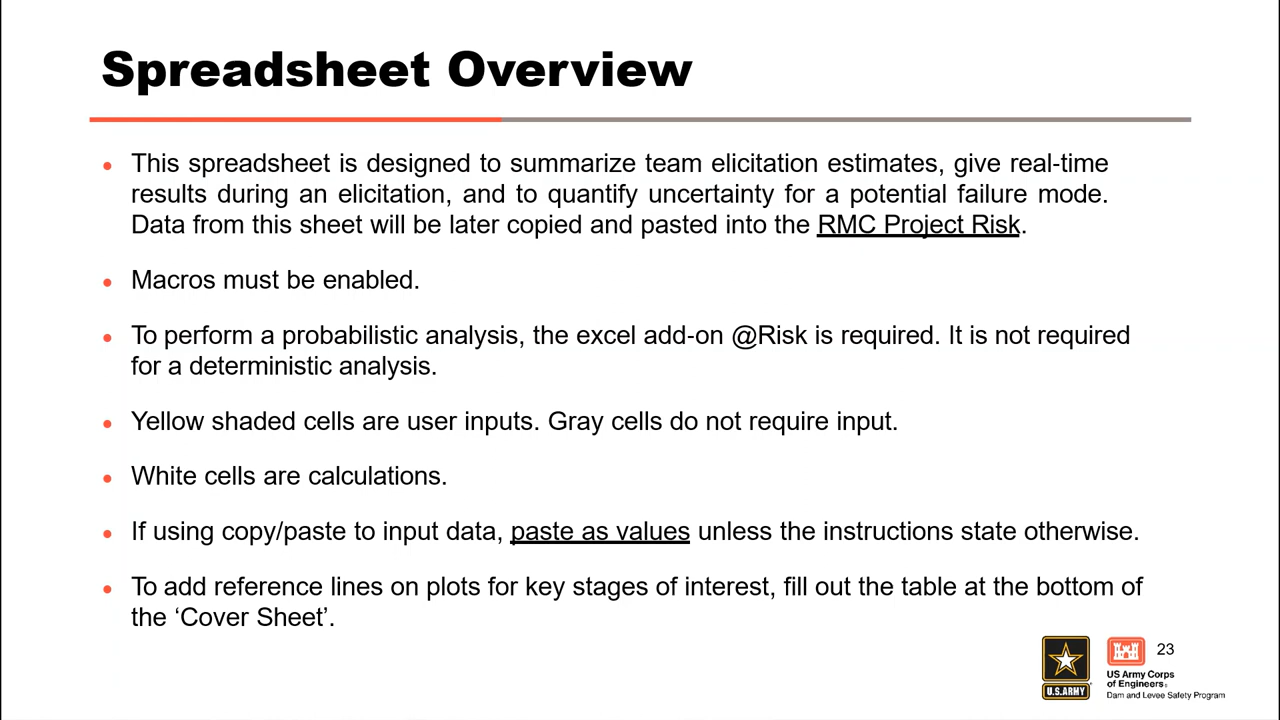 Spreadsheet Overview
• This spreadsheet is designed to summarize team elicitation estimates, give real-time
results during an elicitation, and to quantify uncertainty for a potential failure mode.
Data from this sheet will be later copied and pasted into the RMC Project Risk.
• Macros must be enabled.
• To perform a probabilistic analysis, the excel add-on @Risk is required. It is not required
for a deterministic analysis.
• Yellow shaded cells are user inputs. Gray cells do not require input.
• White cells are calculations.
• If using copy/paste to input data, paste as values unless the instructions state otherwise.
• To add reference lines on plots for key stages of interest, fill out the table at the bottom of
the ‘Cover Sheet’.
23
U.S.ARMY
US Army Corps
of Engineers®
Dam and Levee Safety Program